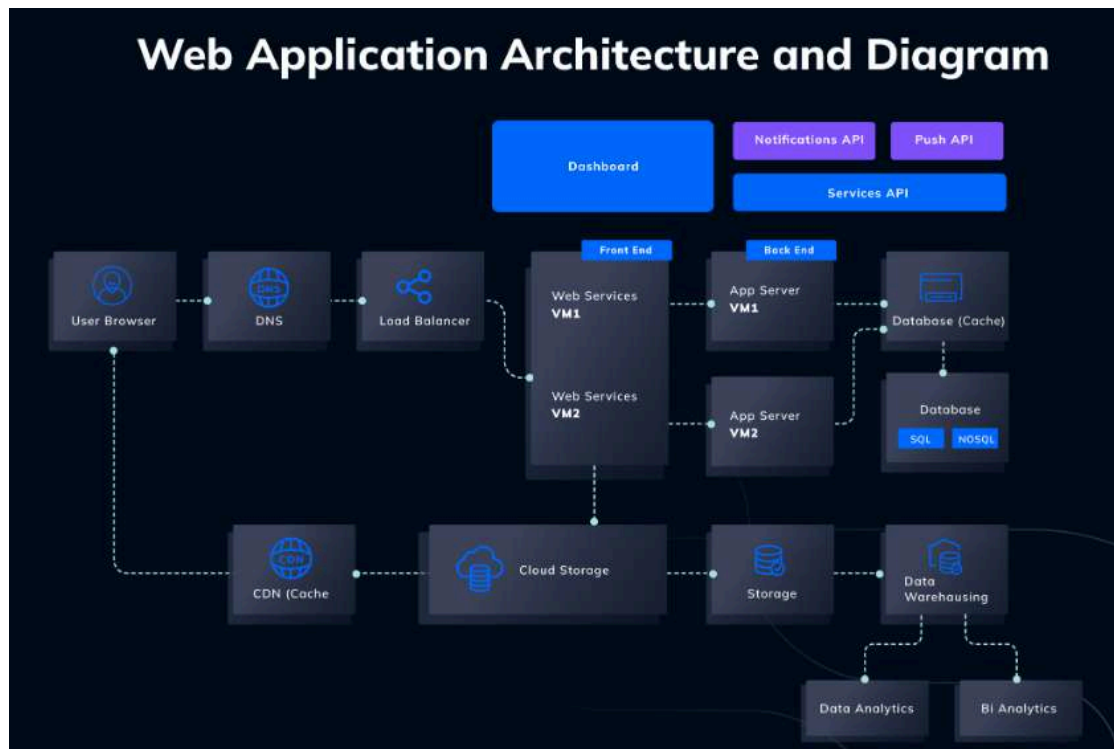 Web Application Architecture and Diagram
Dashboard
Notifications API
Push API
Services API
Front End
Back End
User Browser
DNS
DNS
Load Balancer
Web Services
VM1
Web Services
VM2
App Server
VM1
App Server
VM2
Database (Cache)
Database
SQL
NOSQL
CDN
CDN (Cache
Cloud Storage
Storage
Data
Warehausing
Data Analytics
Bi Analytics